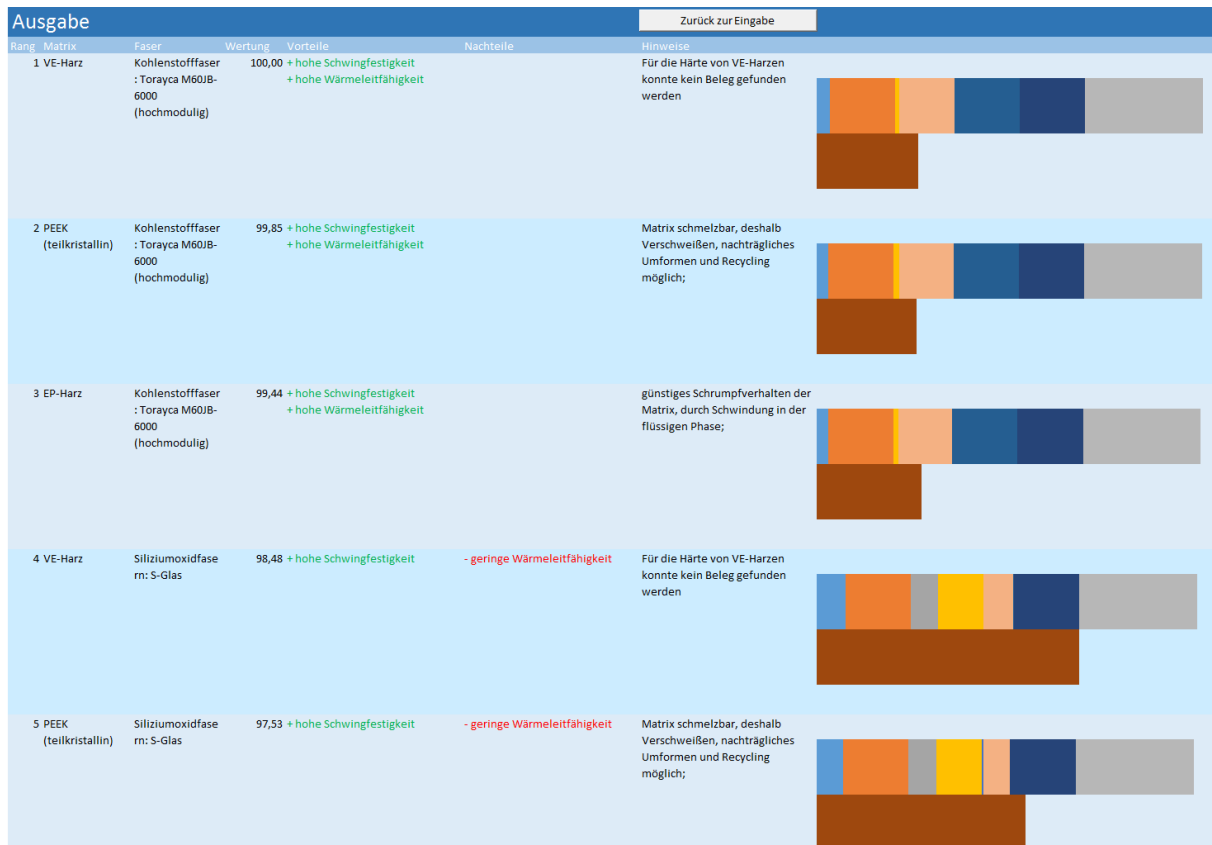 Ausgabe
Zurück zur Eingabe
Rang Matrix Faser Wertung Vorteile Nachteile Hinweise
1 VE-Harz Kohlenstofffaser 100,00 + hohe Schwingfestigkeit Für die Härte von VE-Harzen
: Torayca M60JB- + hohe Wärmeleitfähigkeit konnte kein Beleg gefunden
6000 werden
(hochmodulig)
2 PEEK Kohlenstofffaser 99,85 + hohe Schwingfestigkeit Matrix schmelzbar, deshalb
(teilkristallin) : Torayca M60JB- + hohe Wärmeleitfähigkeit Verschweißen, nachträgliches
6000 Umformen und Recycling
(hochmodulig) möglich;
3 EP-Harz Kohlenstofffaser 99,44 + hohe Schwingfestigkeit günstiges Schrumpfverhalten der
: Torayca M60JB- + hohe Wärmeleitfähigkeit Matrix, durch Schwindung in der
6000 flüssigen Phase;
(hochmodulig)
4 VE-Harz Siliziumoxidfase 98,48 + hohe Schwingfestigkeit - geringe Wärmeleitfähigkeit Für die Härte von VE-Harzen
rn: S-Glas konnte kein Beleg gefunden
werden
5 PEEK Siliziumoxidfase 97,53 + hohe Schwingfestigkeit - geringe Wärmeleitfähigkeit Matrix schmelzbar, deshalb
(teilkristallin) rn: S-Glas Verschweißen, nachträgliches
Umformen und Recycling
möglich;